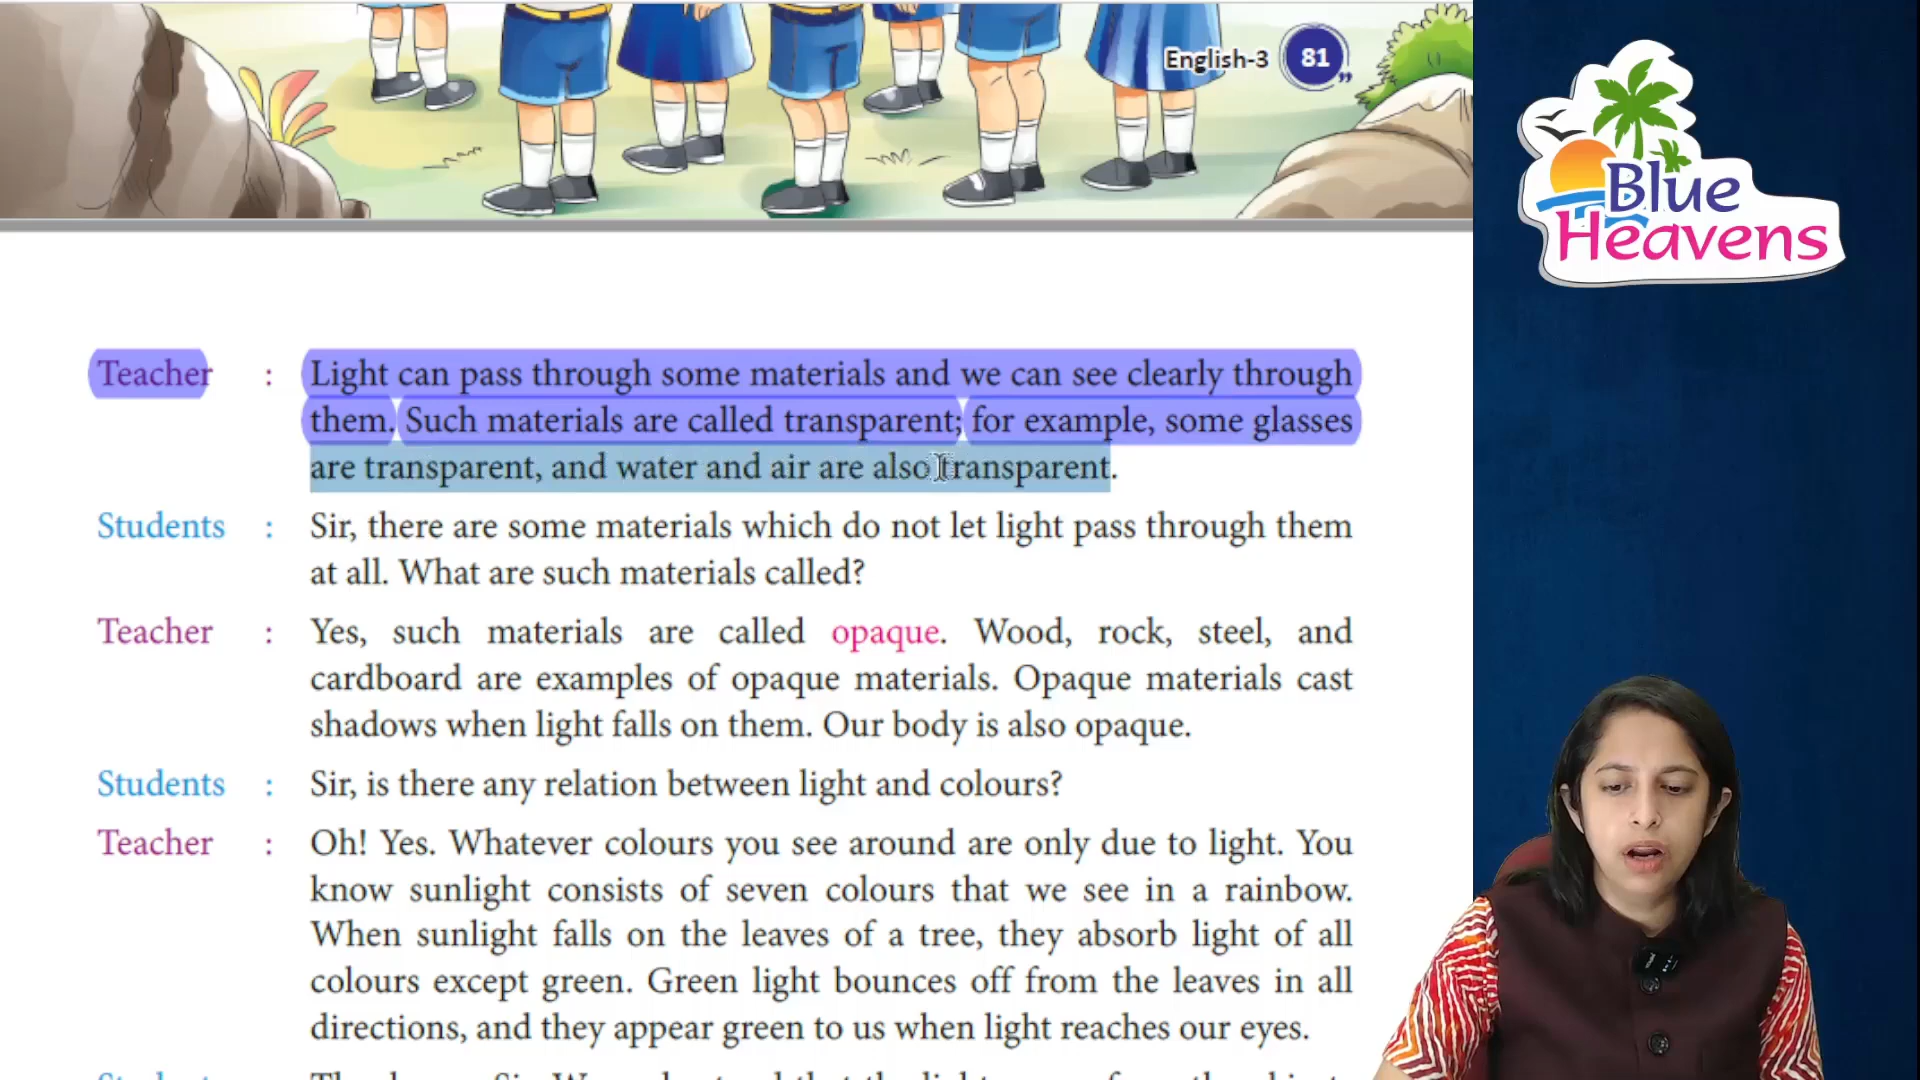 English-3 81
Blue
Heavens
Teacher : Light can pass through some materials and we can see clearly through
them. Such materials are called transparent; for example, some glasses
are transparent, and water and air are also transparent.
Students : Sir, there are some materials which do not let light pass through them
at all. What are such materials called?
Teacher : Yes, such materials are called opaque. Wood, rock, steel, and
cardboard are examples of opaque materials. Opaque materials cast
shadows when light falls on them. Our body is also opaque.
Students : Sir, is there any relation between light and colours?
Teacher : Oh! Yes. Whatever colours you see around are only due to light. You
know sunlight consists of seven colours that we see in a rainbow.
When sunlight falls on the leaves of a tree, they absorb light of all
colours except green. Green light bounces off from the leaves in all
directions, and they appear green to us when light reaches our eyes.